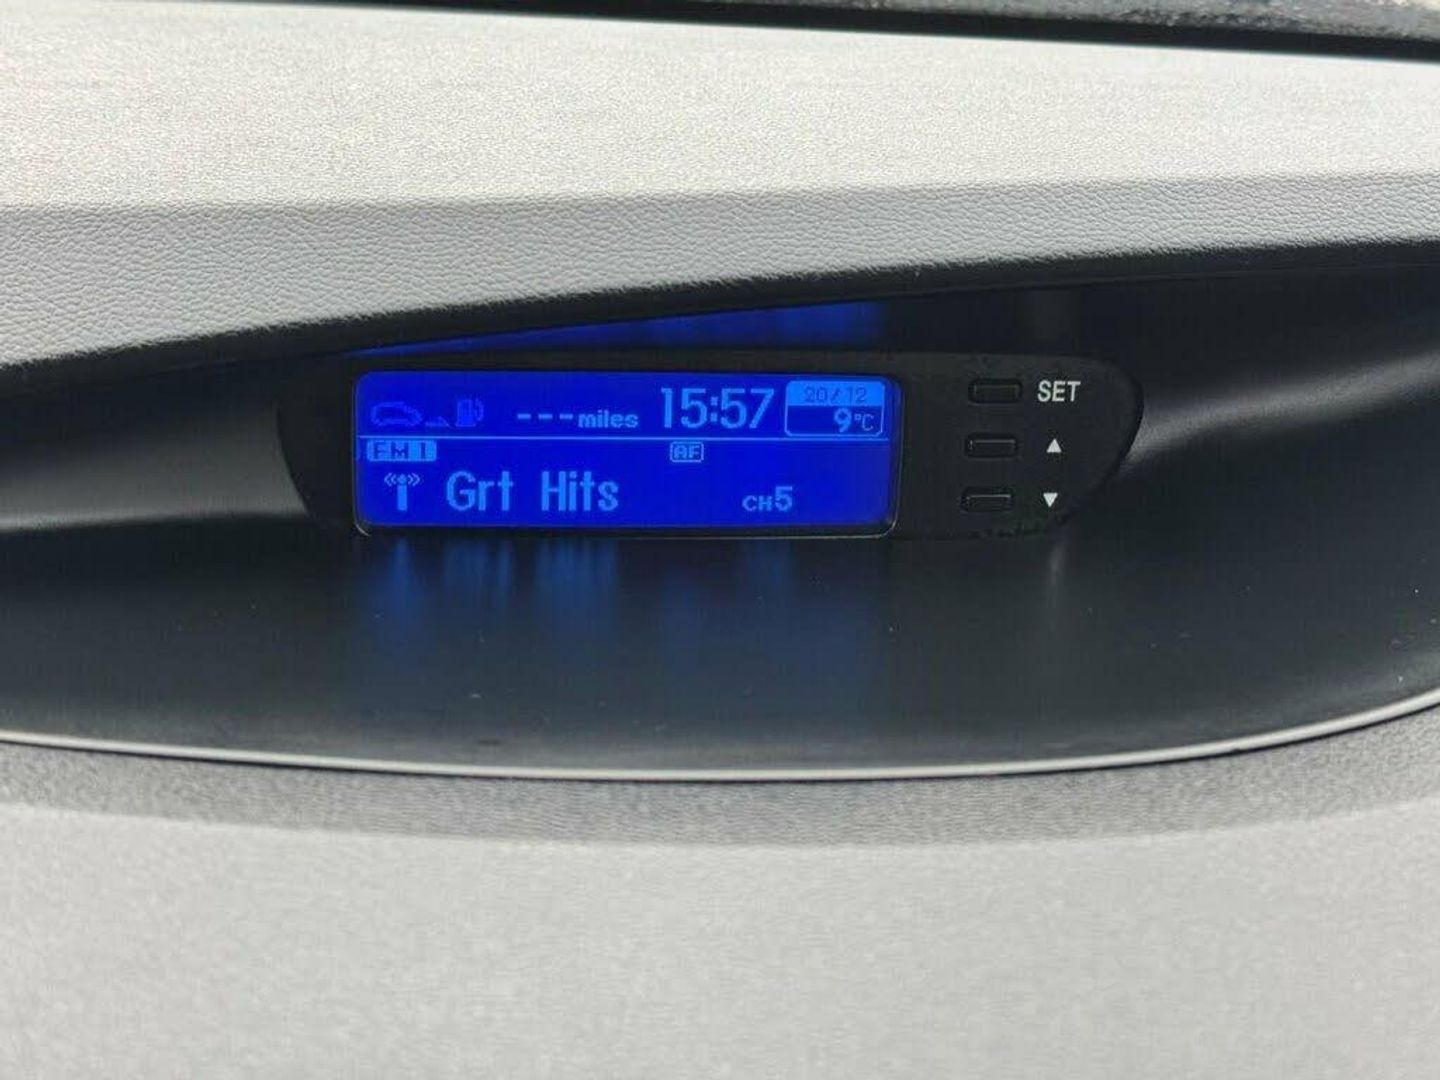 ---miles 15:57 20/12
9°C
FM1 AF
Grt Hits CH5
SET
▲
▼